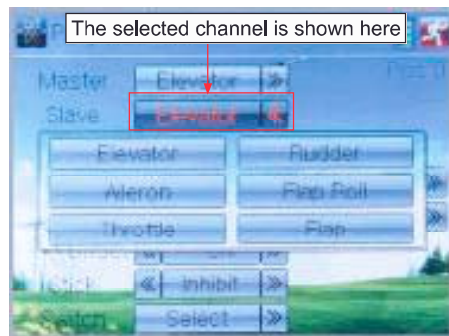 The selected channel is shown here
Master Elevator
Slave Elevator
Elevator Rudder
Aileron Flap Roll
Throttle Flap
Stick Inhibit
Switch Select